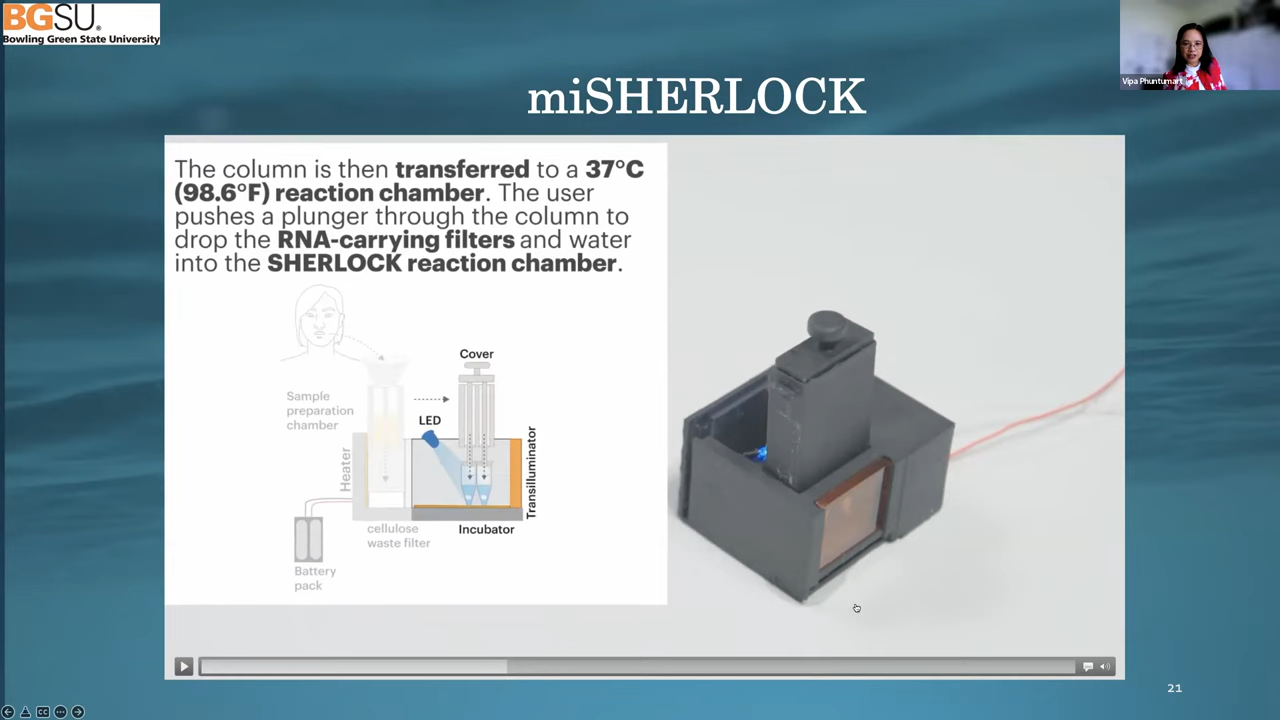 BGSU®
Bowling Green State University
Vipa Phuntumart
miSHERLOCK
The column is then transferred to a 37°C
(98.6°F) reaction chamber. The user
pushes a plunger through the column to
drop the RNA-carrying filters and water
into the SHERLOCK reaction chamber.
Cover
Sample
preparation
chamber
LED
Heater
Transilluminator
cellulose
waste filter
Incubator
Battery
pack
21
CC